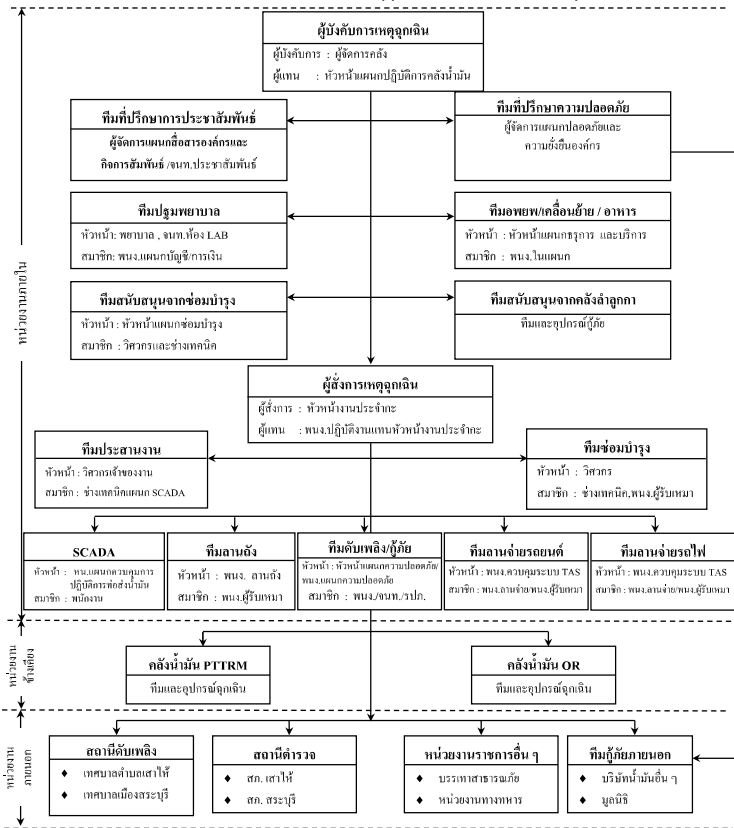 ผู้บังคับการเหตุฉุกเฉิน
ผู้บังคับการ : ผู้จัดการคลัง
ผู้แทน : หัวหน้าแผนกปฏิบัติการคลังน้ำมัน
ทีมที่ปรึกษาการประชาสัมพันธ์
ผู้จัดการแผนกสื่อสารองค์กรและ
กิจการสัมพันธ์ /จนท.ประชาสัมพันธ์
ทีมที่ปรึกษาความปลอดภัย
ผู้จัดการแผนกปลอดภัยและ
ความยั่งยืนองค์กร
ทีมปฐมพยาบาล
หัวหน้า: พยาบาล , จนท.ห้อง LAB
สมาชิก: พนง.แผนกบัญชี/การเงิน
ทีมอพยพ/เคลื่อนย้าย / อาหาร
หัวหน้า : หัวหน้าแผนกธุรการ และบริการ
สมาชิก : พนง.ในแผนก
ทีมสนับสนุนจากซ่อมบำรุง
หัวหน้า : หัวหน้าแผนกซ่อมบำรุง
สมาชิก : วิศวกรและช่างเทคนิค
ทีมสนับสนุนจากคลังลำลูกกา
ทีมและอุปกรณ์กู้ภัย
หน่วยงานภายใน
ผู้สั่งการเหตุฉุกเฉิน
ผู้สั่งการ : หัวหน้างานประจำกะ
ผู้แทน : พนง.ปฏิบัติงานแทนหัวหน้างานประจำกะ
ทีมประสานงาน
หัวหน้า : วิศวกรเจ้าของงาน
สมาชิก : ช่างเทคนิคแผนก SCADA
ทีมซ่อมบำรุง
หัวหน้า : วิศวกร
สมาชิก : ช่างเทคนิค,พนง.ผู้รับเหมา
SCADA
หัวหน้า : หน.แผนกควบคุมการ
ปฏิบัติการท่อส่งน้ำมัน
สมาชิก : พนักงาน
ทีมลานถัง
หัวหน้า : พนง. ลานถัง
สมาชิก : พนง.ผู้รับเหมา
ทีมดับเพลิง/กู้ภัย
หัวหน้า : หัวหน้าแผนกความปลอดภัย/
พนง.แผนกความปลอดภัย
สมาชิก : พนง./จนท./รปภ.
ทีมลานจ่ายรถยนต์
หัวหน้า : พนง.ควบคุมระบบ TAS
สมาชิก : พนง.ลานจ่าย/พนง.ผู้รับเหมา
ทีมลานจ่ายรถไฟ
หัวหน้า : พนง.ควบคุมระบบ TAS
สมาชิก : พนง.ลานจ่าย/พนง.ผู้รับเหมา
หน่วยงาน
ข้างเคียง
คลังน้ำมัน PTTRM
ทีมและอุปกรณ์ฉุกเฉิน
คลังน้ำมัน OR
ทีมและอุปกรณ์ฉุกเฉิน
หน่วยงาน
ภายนอก
สถานีดับเพลิง
♦ เทศบาลตำบลเสาไห้
♦ เทศบาลเมืองสระบุรี
สถานีตำรวจ
♦ สภ. เสาไห้
♦ สภ. สระบุรี
หน่วยงานราชการอื่น ๆ
♦ บรรเทาสาธารณภัย
♦ หน่วยงานทางทหาร
ทีมกู้ภัยภายนอก
♦ บริษัทน้ำมันอื่น ๆ
♦ มูลนิธิ